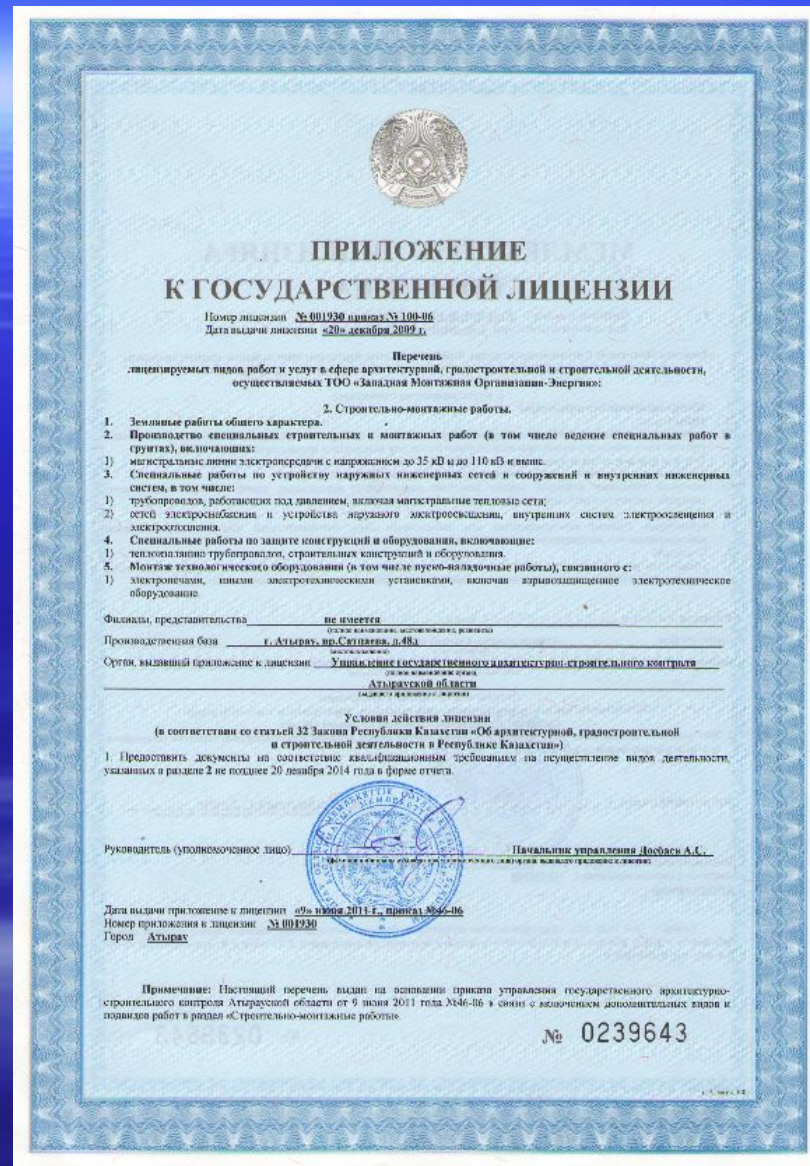 ПРИЛОЖЕНИЕ
К ГОСУДАРСТВЕННОЙ ЛИЦЕНЗИИ
Номер лицензии № 001930 приказ № 100-06
Дата выдачи лицензии «20» декабря 2009 г.
Перечень
лицензируемых видов работ и услуг в сфере архитектурной, градостроительной и строительной деятельности,
осуществляемых ТОО «Западная Монтажная Организация-Энергия»:
2. Строительно-монтажные работы.
1. Земляные работы общего характера.
2. Производство специальных строительных и монтажных работ (в том числе ведение специальных работ в
грунтах), включающих:
1) магистральные линии электропередачи с напряжением до 35 кВ и до 110 кВ и выше.
3. Специальные работы по устройству наружных инженерных сетей и сооружений и внутренних инженерных
систем, в том числе:
1) трубопроводов, работающих под давлением, включая магистральные тепловые сети;
2) сетей электроснабжения и устройства наружного электроосвещения, внутренних систем электроосвещения и
электроотопления.
4. Специальные работы по защите конструкций и оборудования, включающие:
1) теплоизоляцию трубопроводов, строительных конструкций и оборудования.
5. Монтаж технологического оборудования (в том числе пуско-наладочные работы), связанного с:
1) электропечами, иными электротехническими установками, включая взрывозащищенное электротехническое
оборудование.
Филиалы, представительства не имеется
(полное наименование, местонахождение, реквизиты)
Производственная база г. Атырау, пр.Сатпаева, д.48д
(местонахождение)
Орган, выдавший приложение к лицензии Управление государственного архитектурно-строительного контроля
(полное наименование органа,
Атырауской области
выдавшего приложение к лицензии)
Условия действия лицензии
(в соответствии со статьей 32 Закона Республики Казахстан «Об архитектурной, градостроительной
и строительной деятельности в Республике Казахстан»)
1. Предоставить документы на соответствие квалификационным требованиям на осуществление видов деятельности,
указанных в разделе 2 не позднее 20 декабря 2014 года в форме отчета.
Руководитель (уполномоченное лицо) Начальник управления Досбаев А.С.
Дата выдачи приложение к лицензии «9» июня 2011 г., приказ №46-06
Номер приложения к лицензии № 001930
Город Атырау
Примечание: Настоящий перечень выдан на основании приказа управления государственного архитектурно-
строительного контроля Атырауской области от 9 июня 2011 года №46-06 в связи с включением дополнительных видов и
подвидов работ в раздел «Строительно-монтажные работы»
№ 0239643